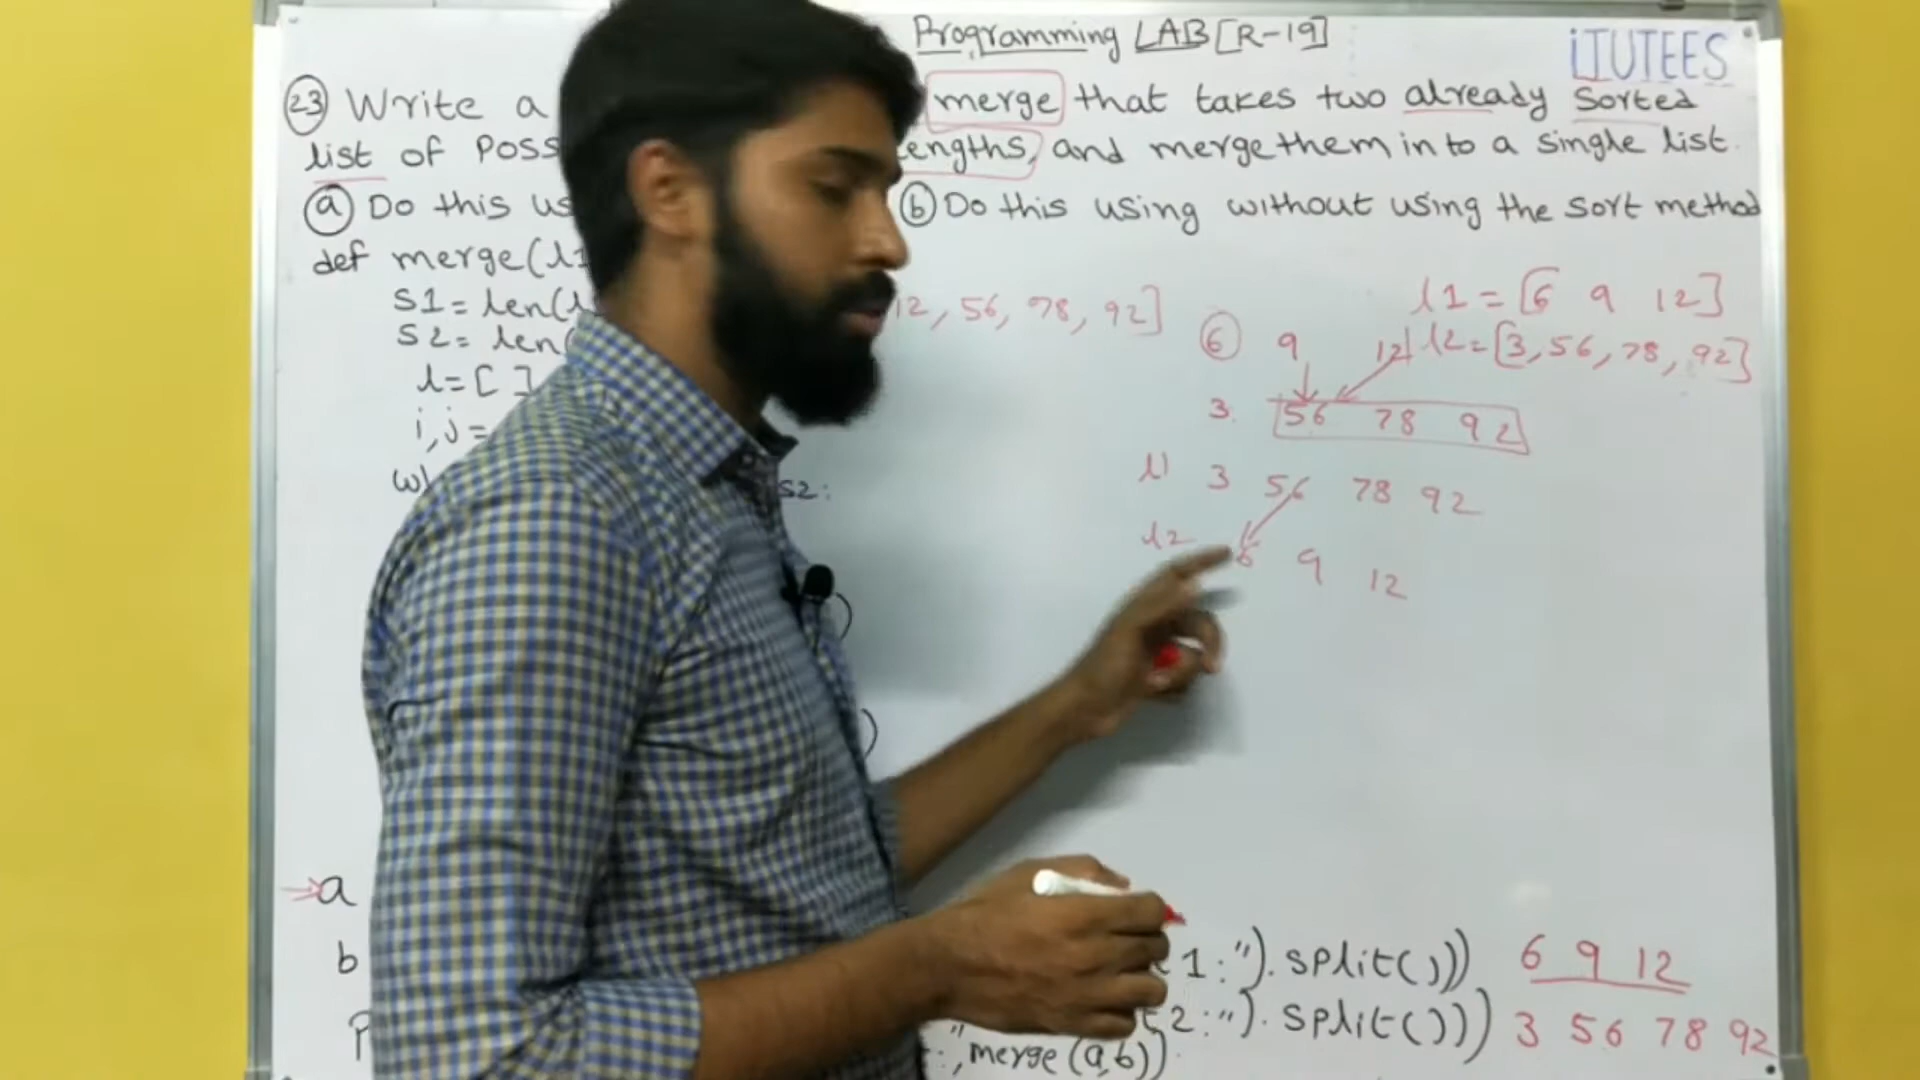 Programming LAB [R-19]
iTUTEES
23 Write a merge that takes two already sorted
list of Poss engths, and merge them in to a single list.
a Do this us b Do this using without using the sort method
def merge(l1
s1 = len(l
s2 = len(
l = [ ]
i,j =
s2:
12, 56, 78, 92]
l1 = [6 9 12]
l2 = [3, 56, 78, 92]
6 9 12
3. 56 78 92
l1 3 56 78 92
l2 6 9 12
)
)
a
b 1:").split()) 6 9 12
2:").split())) 3 56 78 92
:", merge(a,b))